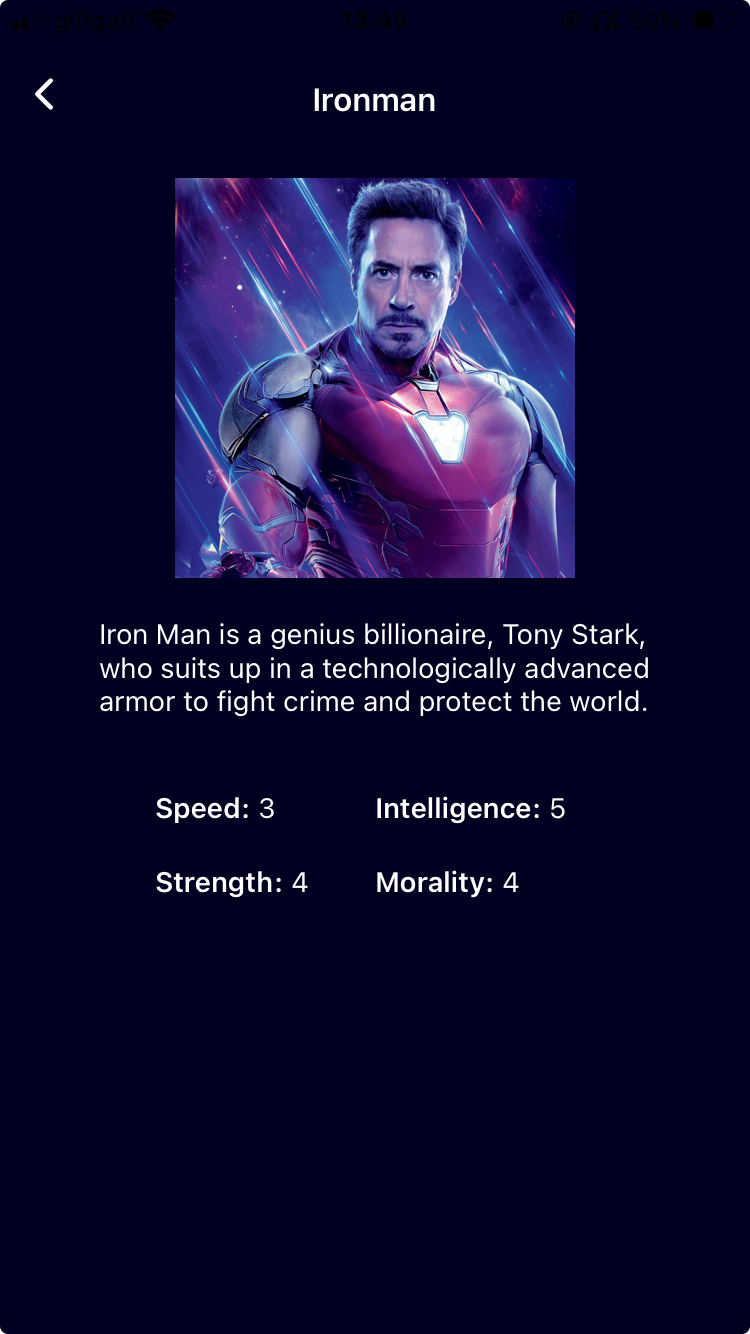 giffgaff 13:45 50%
Ironman
Iron Man is a genius billionaire, Tony Stark,
who suits up in a technologically advanced
armor to fight crime and protect the world.
Speed: 3 Intelligence: 5
Strength: 4 Morality: 4